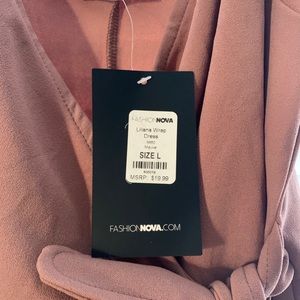 FASHIONNOVA
Liliana Wrap
Dress
Mauve
SIZE L
MSRP: $19.99
FASHIONNOVA.COM